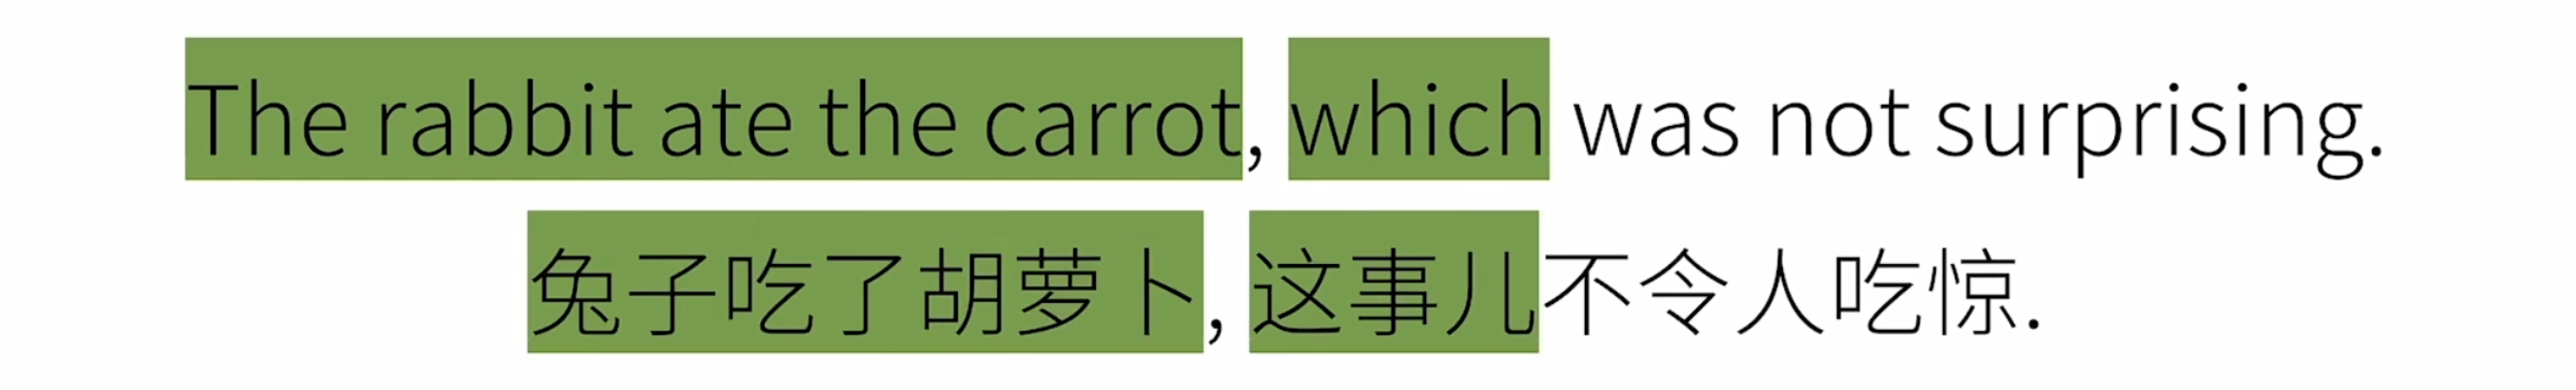 The rabbit ate the carrot, which was not surprising.
兔子吃了胡萝卜, 这事儿不令人吃惊.